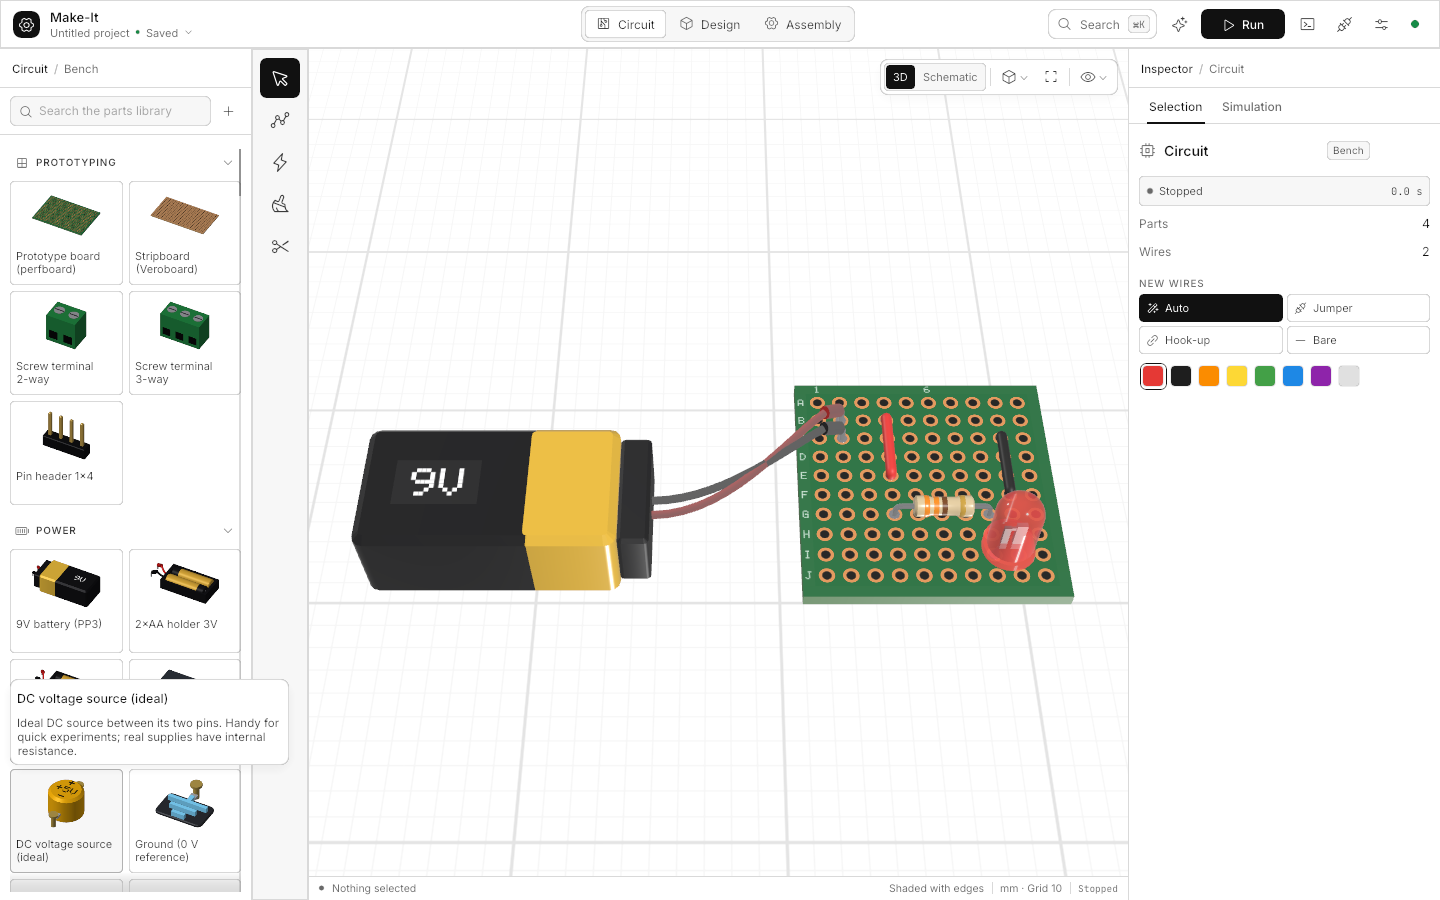 Make-It
Untitled project • Saved
Circuit
Design
Assembly
Search ⌘K
Run
Circuit / Bench
Search the parts library
PROTOTYPING
Prototype board (perfboard)
Stripboard (Veroboard)
Screw terminal 2-way
Screw terminal 3-way
Pin header 1×4
POWER
9V
9V battery (PP3)
2×AA holder 3V
DC voltage source (ideal)
Ideal DC source between its two pins. Handy for
quick experiments; real supplies have internal
resistance.
+5V
DC voltage source (ideal)
Ground (0 V reference)
3D
Schematic
9V
1 6
A
B
D
E
F
G
H
I
J
Nothing selected
Shaded with edges
mm · Grid 10
Stopped
Inspector / Circuit
Selection
Simulation
Circuit
Bench
Stopped
0.0 s
Parts 4
Wires 2
NEW WIRES
Auto
Jumper
Hook-up
Bare